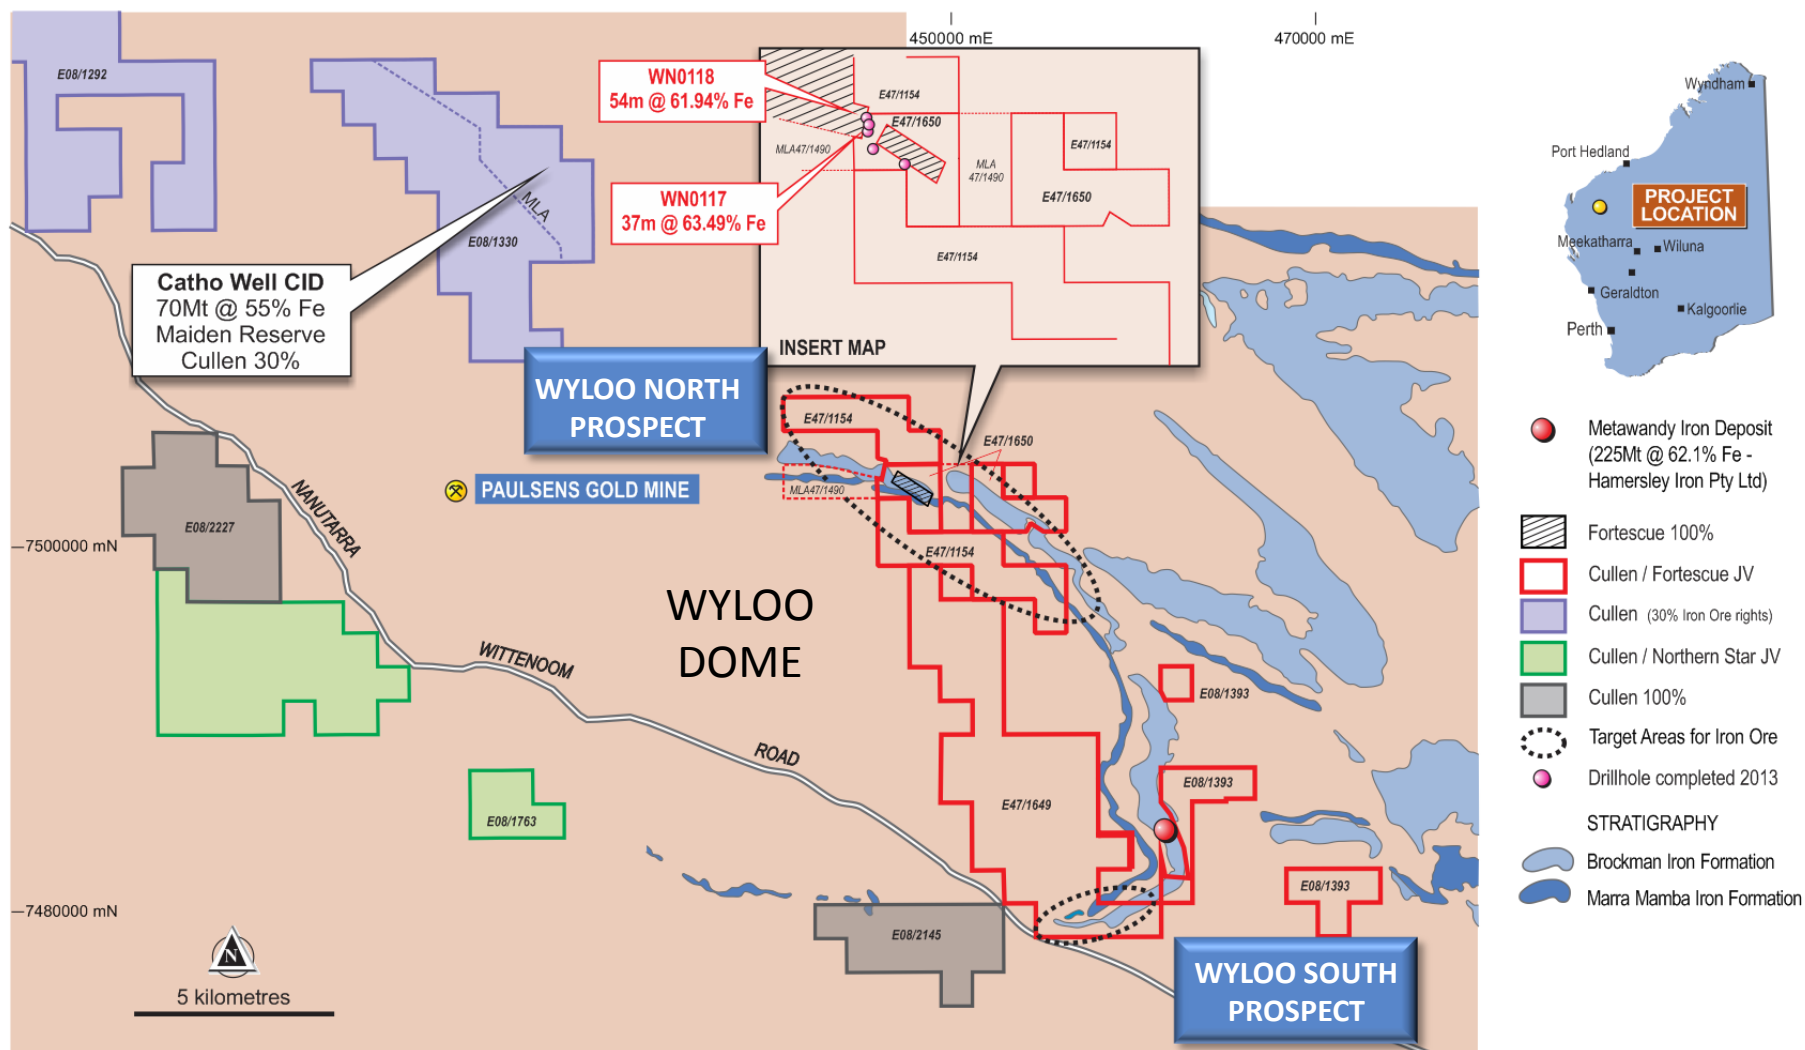 450000 mE
470000 mE
E08/1292
WN0118
54m @ 61.94% Fe
E47/1154
E47/1650
MLA47/1490
MLA
47/1490
E47/1154
E47/1650
WN0117
37m @ 63.49% Fe
E47/1154
INSERT MAP
MLA
E08/1330
Catho Well CID
70Mt @ 55% Fe
Maiden Reserve
Cullen 30%
WYLOO NORTH
PROSPECT
E47/1154
E47/1650
MLA47/1490
PAULSENS GOLD MINE
E08/2227
NANUTARRA
7500000 mN
E47/1154
WYLOO
DOME
WITTENOOM
ROAD
E08/1393
E08/1393
E47/1649
E08/1763
E08/1393
7480000 mN
E08/2145
N
5 kilometres
WYLOO SOUTH
PROSPECT
Wyndham
Port Hedland
PROJECT
LOCATION
Meekatharra
Wiluna
Geraldton
Kalgoorlie
Perth
Metawandy Iron Deposit
(225Mt @ 62.1% Fe -
Hamersley Iron Pty Ltd)
Fortescue 100%
Cullen / Fortescue JV
Cullen (30% Iron Ore rights)
Cullen / Northern Star JV
Cullen 100%
Target Areas for Iron Ore
Drillhole completed 2013
STRATIGRAPHY
Brockman Iron Formation
Marra Mamba Iron Formation